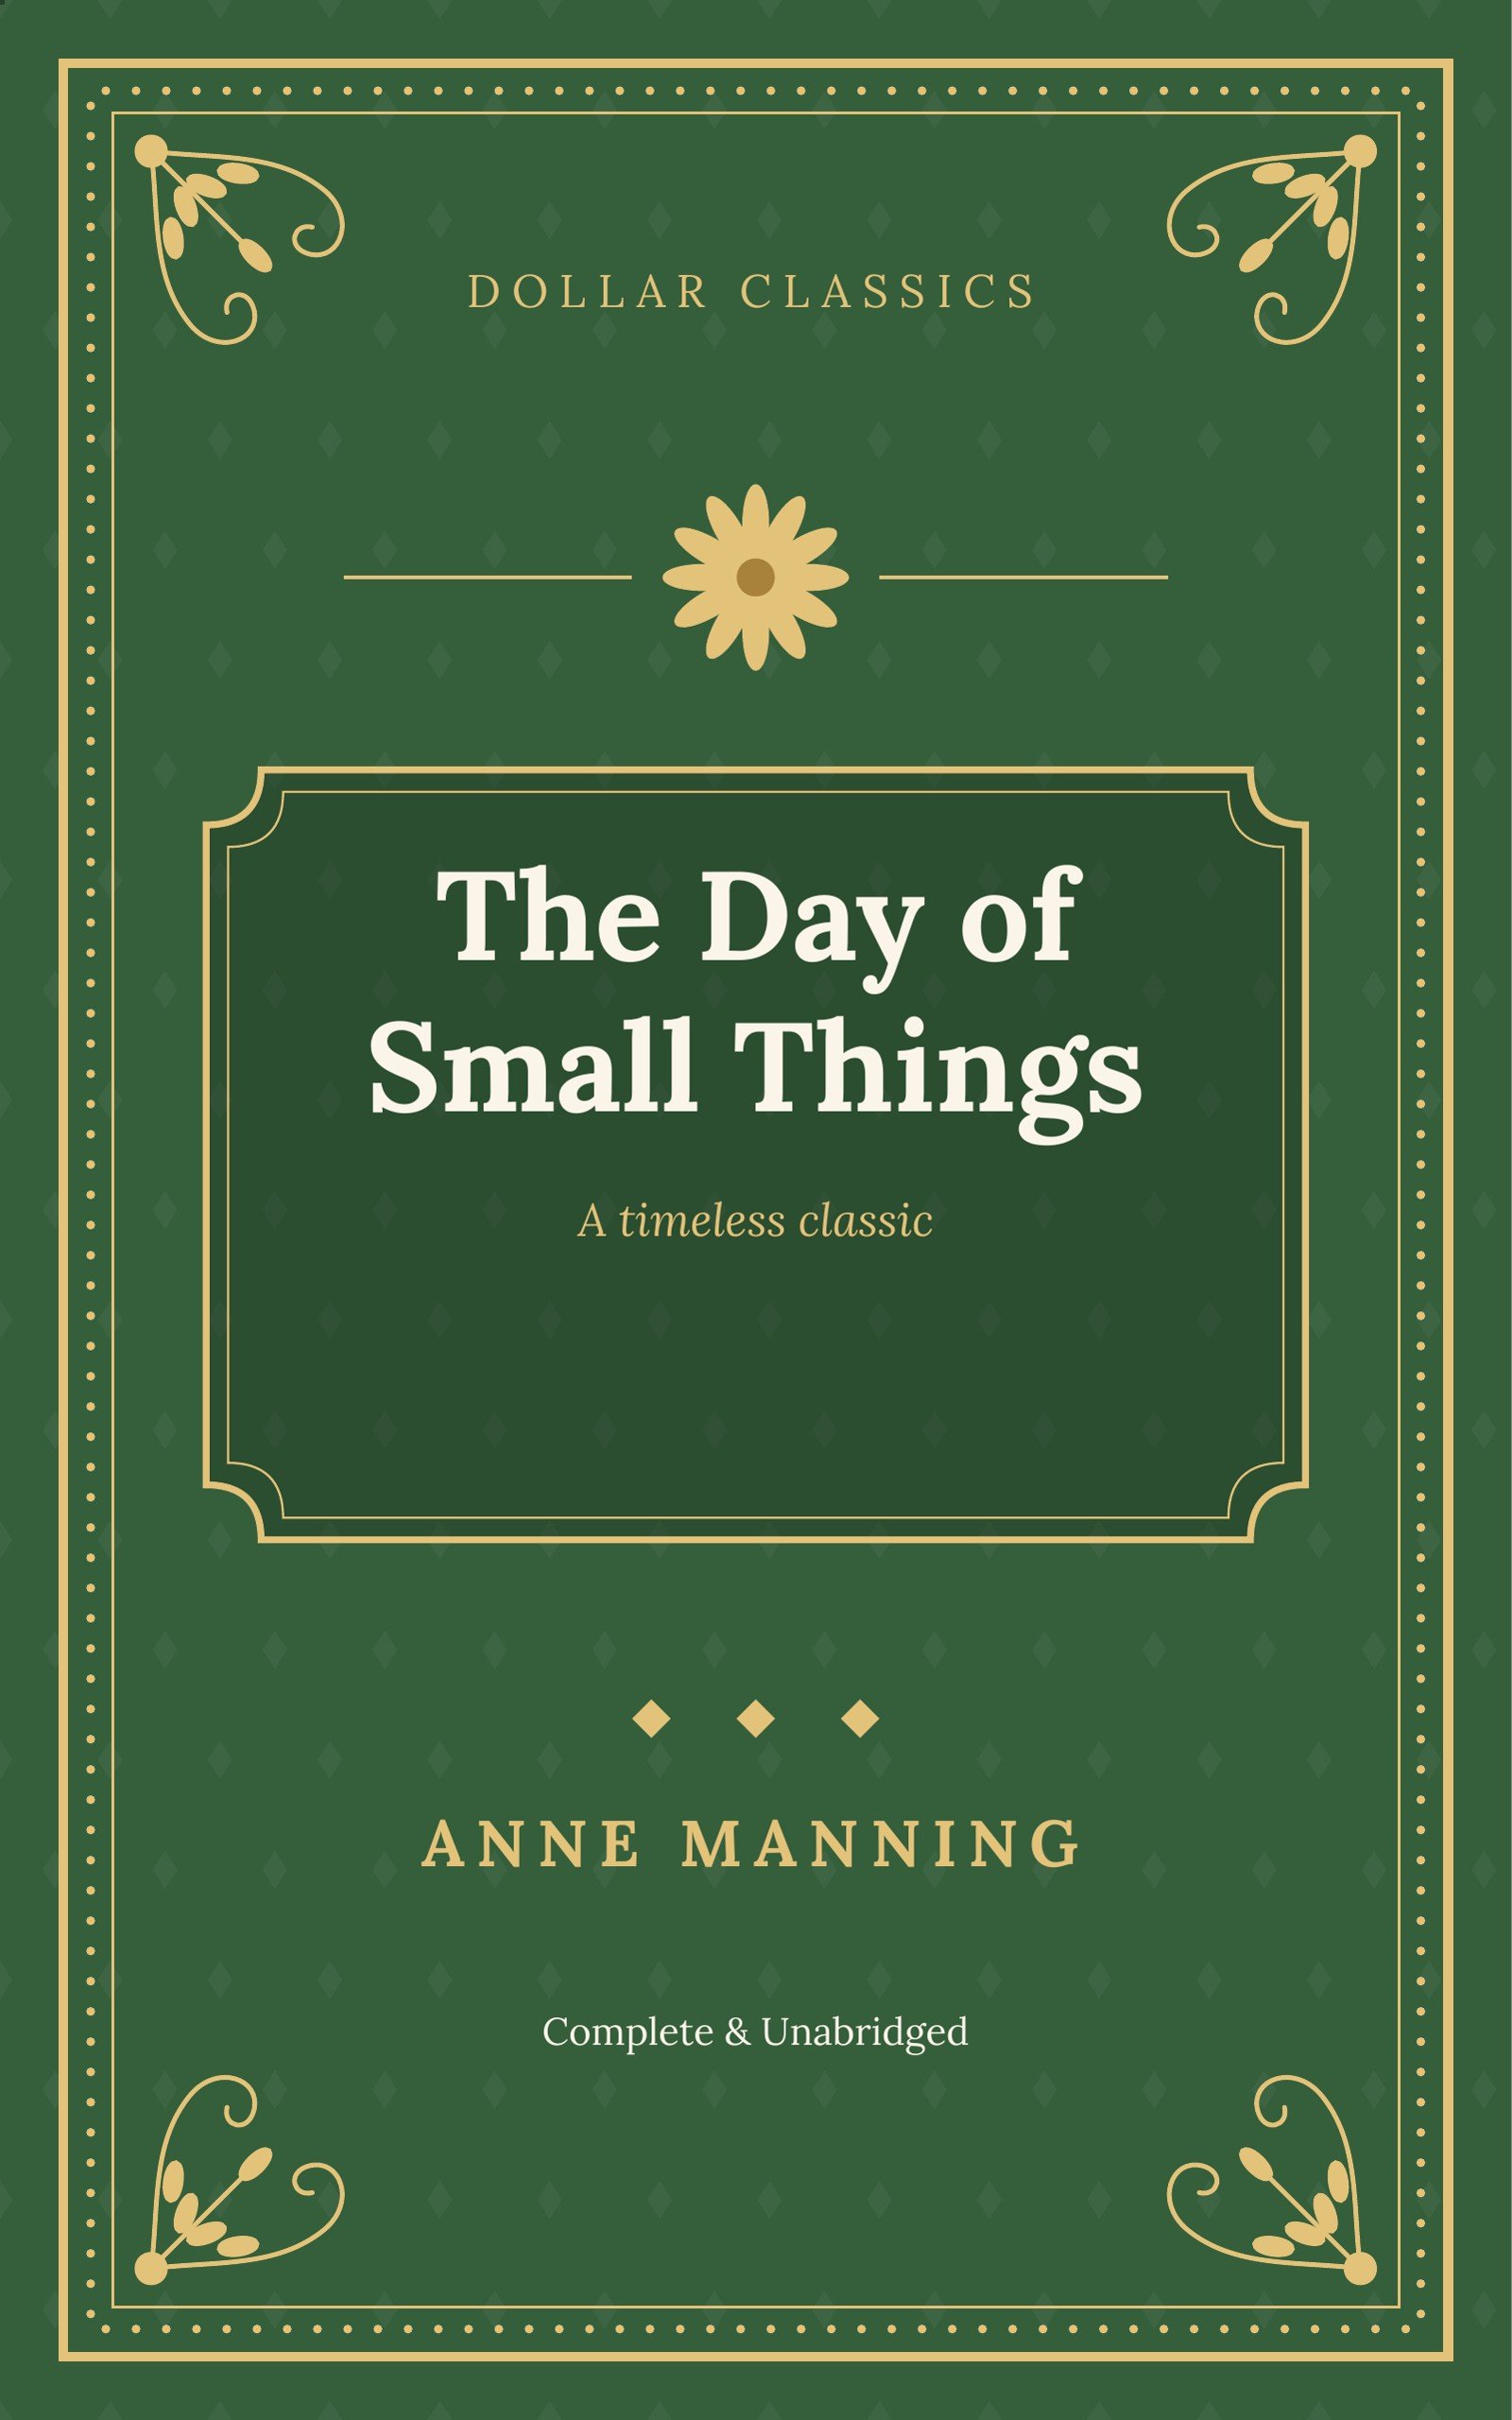 DOLLAR CLASSICS
The Day of
Small Things
A timeless classic
ANNE MANNING
Complete & Unabridged